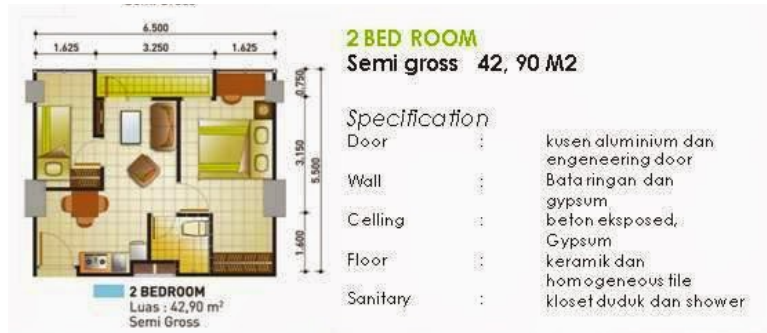 6.500
1.625 3.250 1.625
0.750
3.150
5.500
1.600
2 BEDROOM
Luas : 42,90 m²
Semi Gross
2 BED ROOM
Semi gross 42, 90 M2
Specification
Door : kusen aluminium dan
engeneering door
Wall : Bata ringan dan
gypsum
Celling : beton eksposed,
Gypsum
Floor : keramik dan
homogeneous tile
Sanitary : kloset duduk dan shower